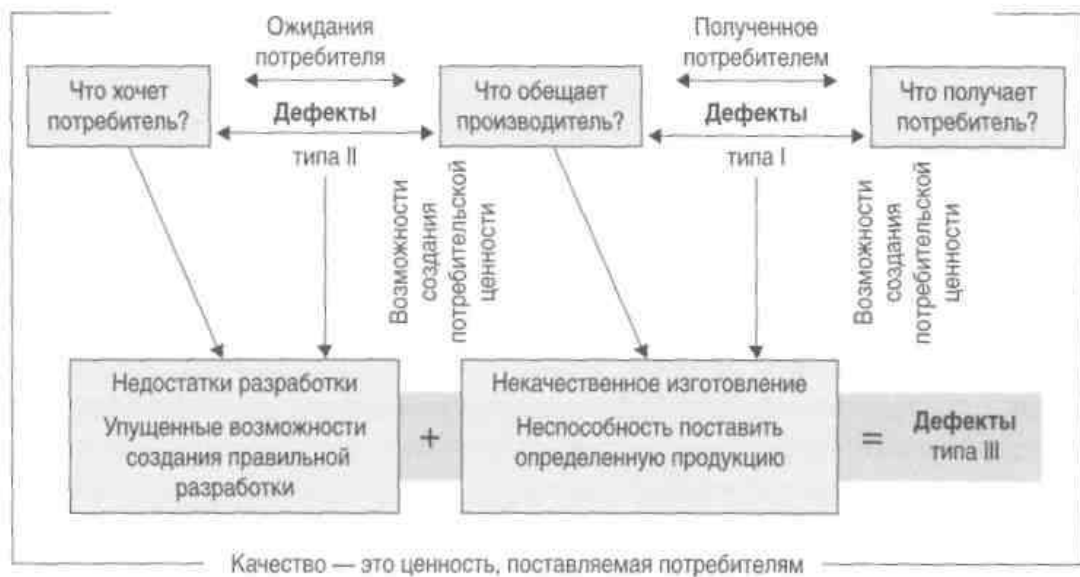 Ожидания
потребителя
Полученное
потребителем
Что хочет
потребитель?
Дефекты
типа II
Что обещает
производитель?
Дефекты
типа I
Что получает
потребитель?
Возможности
создания
потребительской
ценности
Возможности
создания
потребительской
ценности
Недостатки разработки
Упущенные возможности
создания правильной
разработки
+
Некачественное изготовление
Неспособность поставить
определенную продукцию
=
Дефекты
типа III
Качество — это ценность, поставляемая потребителям